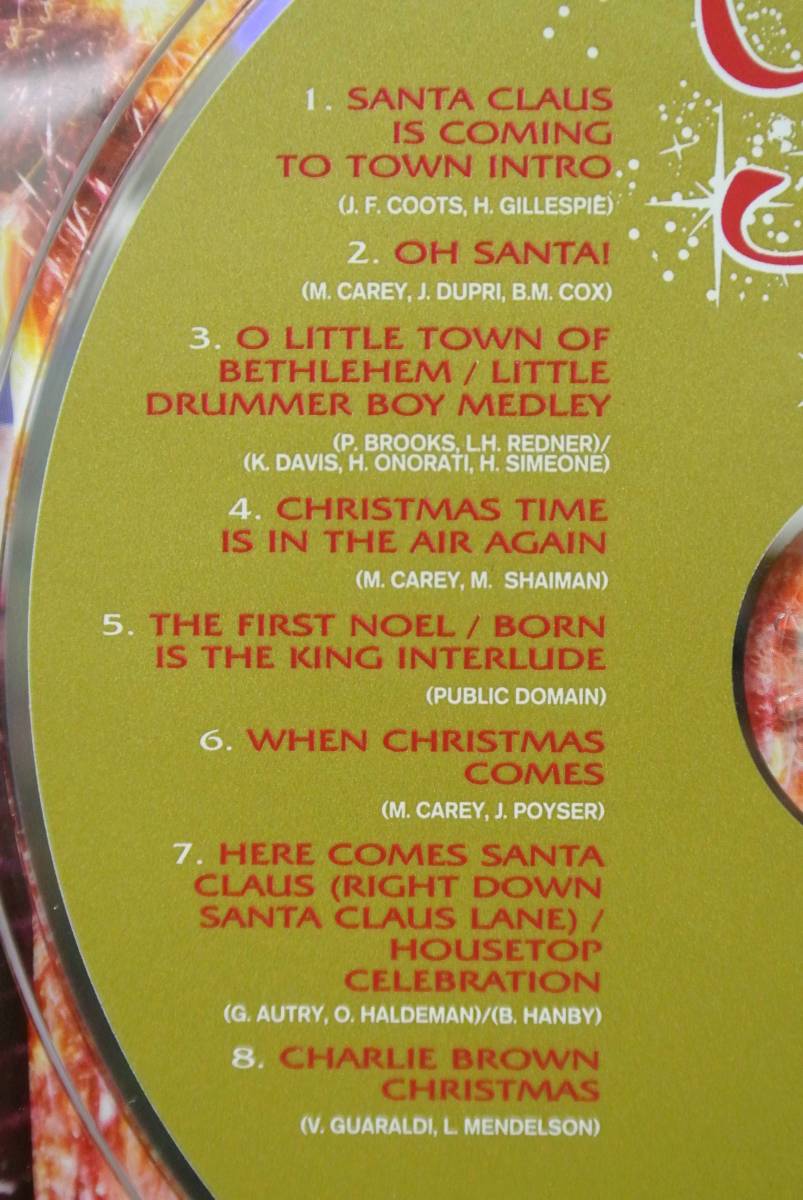 1. SANTA CLAUS
IS COMING
TO TOWN INTRO
(J. F. COOTS, H. GILLESPIE)
2. OH SANTA!
(M. CAREY, J. DUPRI, B.M. COX)
3. O LITTLE TOWN OF
BETHLEHEM / LITTLE
DRUMMER BOY MEDLEY
(P. BROOKS, LH. REDNER)/
(K. DAVIS, H. ONORATI, H. SIMEONE)
4. CHRISTMAS TIME
IS IN THE AIR AGAIN
(M. CAREY, M. SHAIMAN)
5. THE FIRST NOEL / BORN
IS THE KING INTERLUDE
(PUBLIC DOMAIN)
6. WHEN CHRISTMAS
COMES
(M. CAREY, J. POYSER)
7. HERE COMES SANTA
CLAUS (RIGHT DOWN
SANTA CLAUS LANE) /
HOUSETOP
CELEBRATION
(G. AUTRY, O. HALDEMAN)/(B. HANBY)
8. CHARLIE BROWN
CHRISTMAS
(V. GUARALDI, L. MENDELSON)